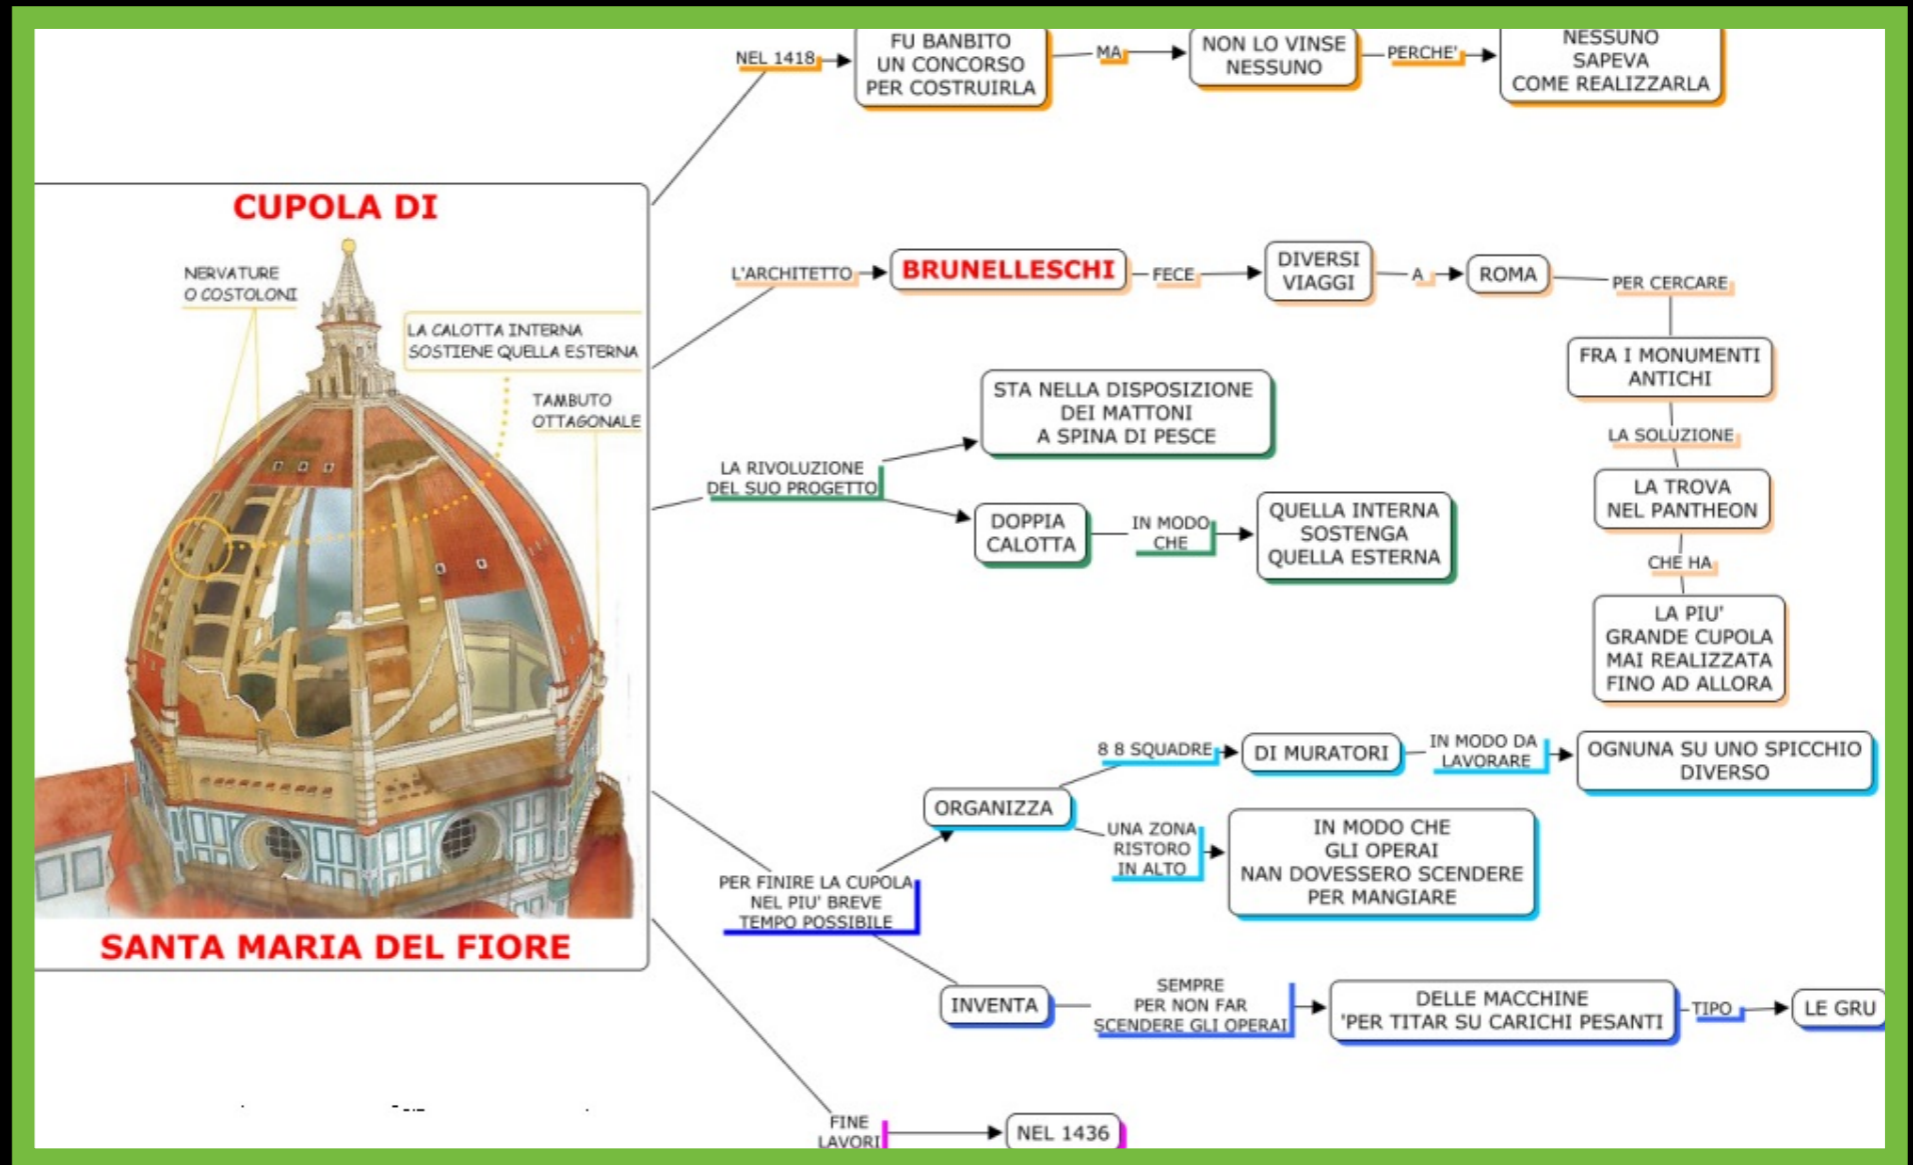 NEL 1418
FU BANBITO
UN CONCORSO
PER COSTRUIRLA
MA
NON LO VINSE
NESSUNO
PERCHE'
NESSUNO
SAPEVA
COME REALIZZARLA
CUPOLA DI
NERVATURE
O COSTOLONI
LA CALOTTA INTERNA
SOSTIENE QUELLA ESTERNA
TAMBUTO
OTTAGONALE
SANTA MARIA DEL FIORE
L'ARCHITETTO
BRUNELLESCHI
FECE
DIVERSI
VIAGGI
A
ROMA
PER CERCARE
FRA I MONUMENTI
ANTICHI
LA SOLUZIONE
LA TROVA
NEL PANTHEON
CHE HA
LA PIU'
GRANDE CUPOLA
MAI REALIZZATA
FINO AD ALLORA
LA RIVOLUZIONE
DEL SUO PROGETTO
STA NELLA DISPOSIZIONE
DEI MATTONI
A SPINA DI PESCE
DOPPIA
CALOTTA
IN MODO
CHE
QUELLA INTERNA
SOSTENGA
QUELLA ESTERNA
PER FINIRE LA CUPOLA
NEL PIU' BREVE
TEMPO POSSIBILE
ORGANIZZA
8 8 SQUADRE
DI MURATORI
IN MODO DA
LAVORARE
OGNUNA SU UNO SPICCHIO
DIVERSO
UNA ZONA
RISTORO
IN ALTO
IN MODO CHE
GLI OPERAI
NAN DOVESSERO SCENDERE
PER MANGIARE
INVENTA
SEMPRE
PER NON FAR
SCENDERE GLI OPERAI
DELLE MACCHINE
'PER TITAR SU CARICHI PESANTI
TIPO
LE GRU
FINE
LAVORI
NEL 1436